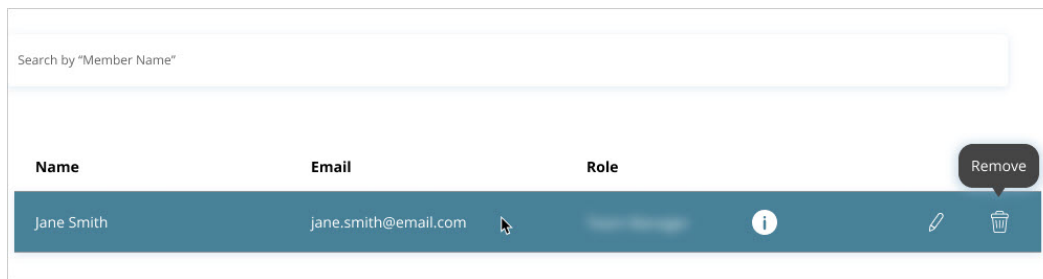 Search by “Member Name”
Name Email Role
Remove
Jane Smith jane.smith@email.com